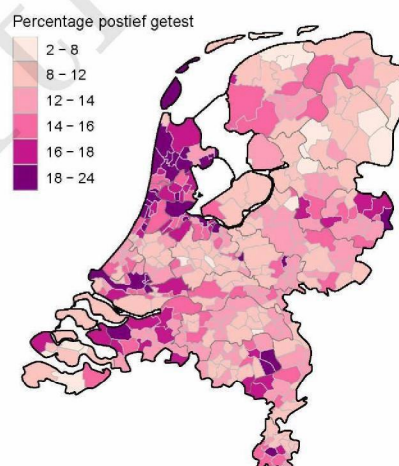 Percentage postief getest
2 – 8
8 – 12
12 – 14
14 – 16
16 – 18
18 – 24